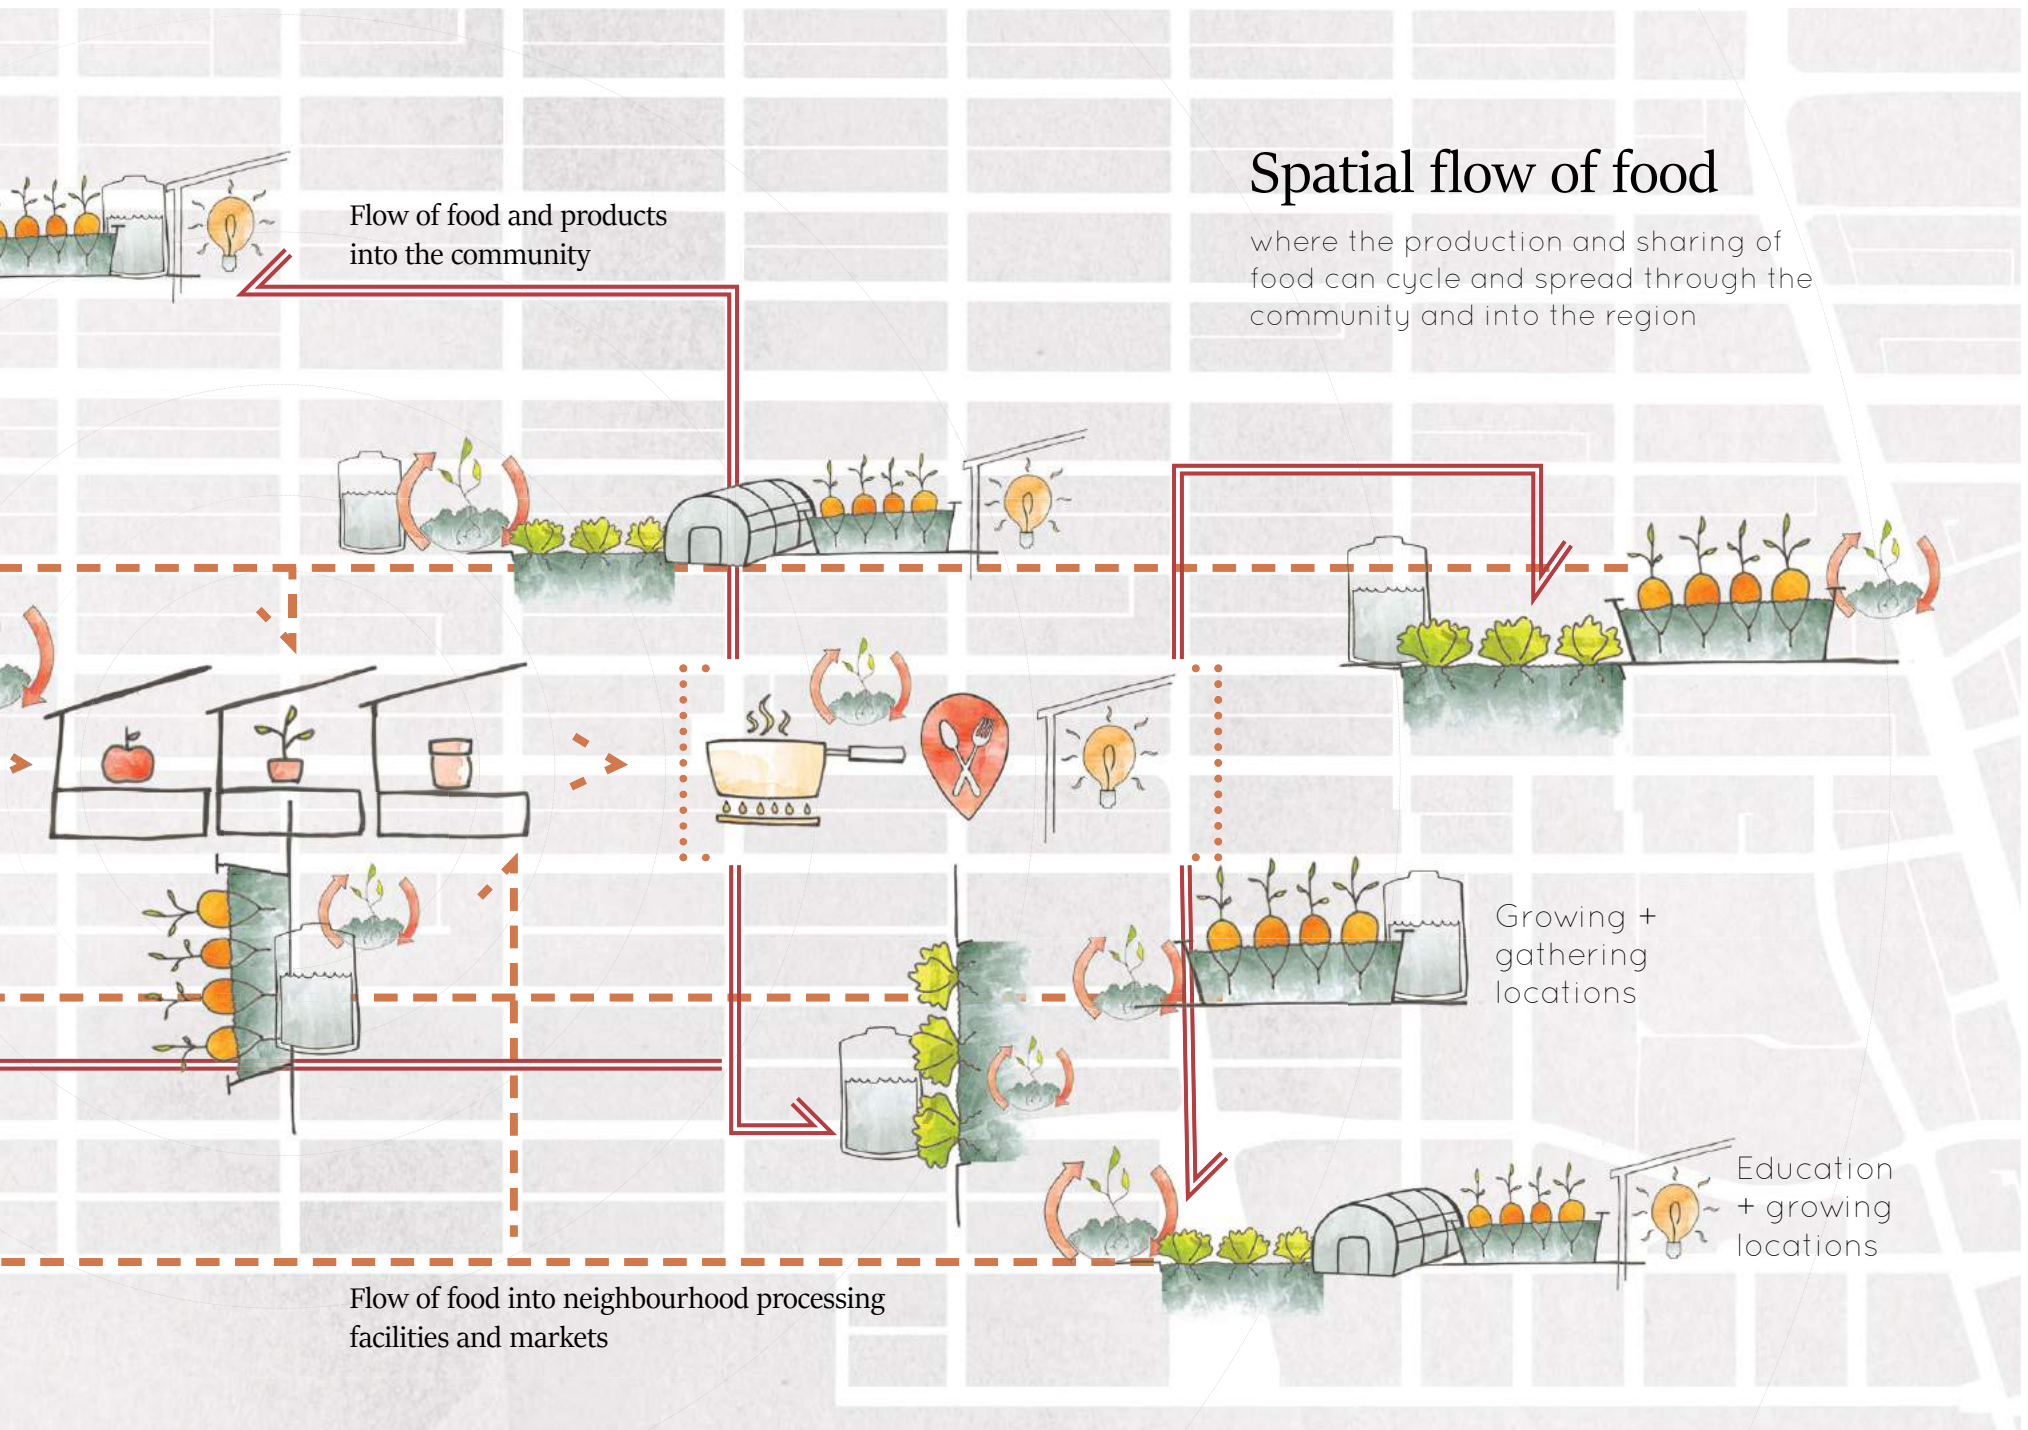 Spatial flow of food
where the production and sharing of
food can cycle and spread through the
community and into the region
Flow of food and products
into the community
Growing +
gathering
locations
Education
+ growing
locations
Flow of food into neighbourhood processing
facilities and markets